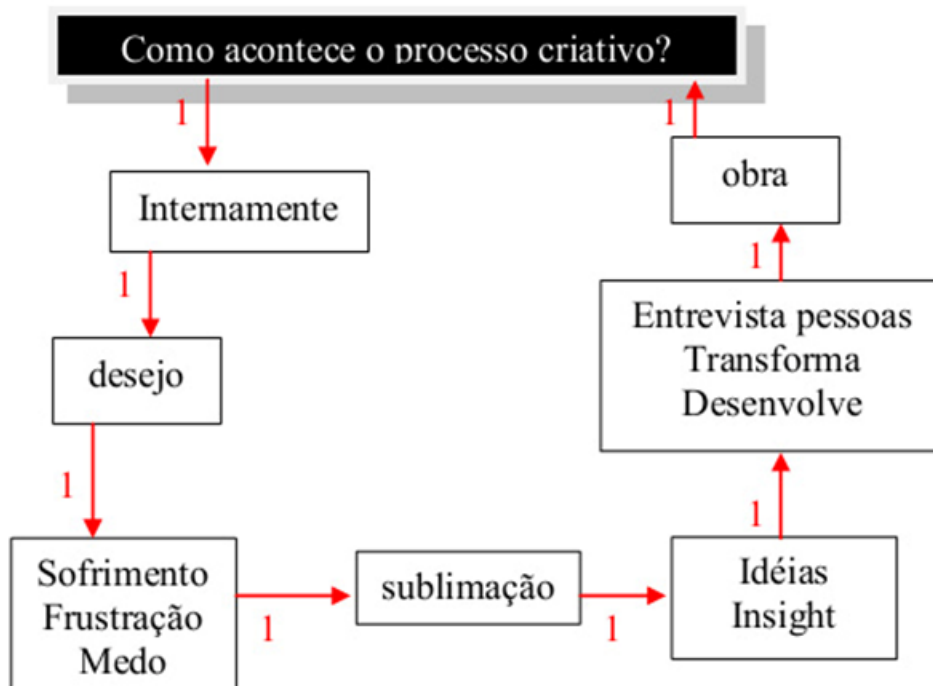 Como acontece o processo criativo?
1
1
Internamente
obra
1
1
desejo
Entrevista pessoas
Transforma
Desenvolve
1
1
Sofrimento
Frustração
Medo
1
sublimação
1
Idéias
Insight